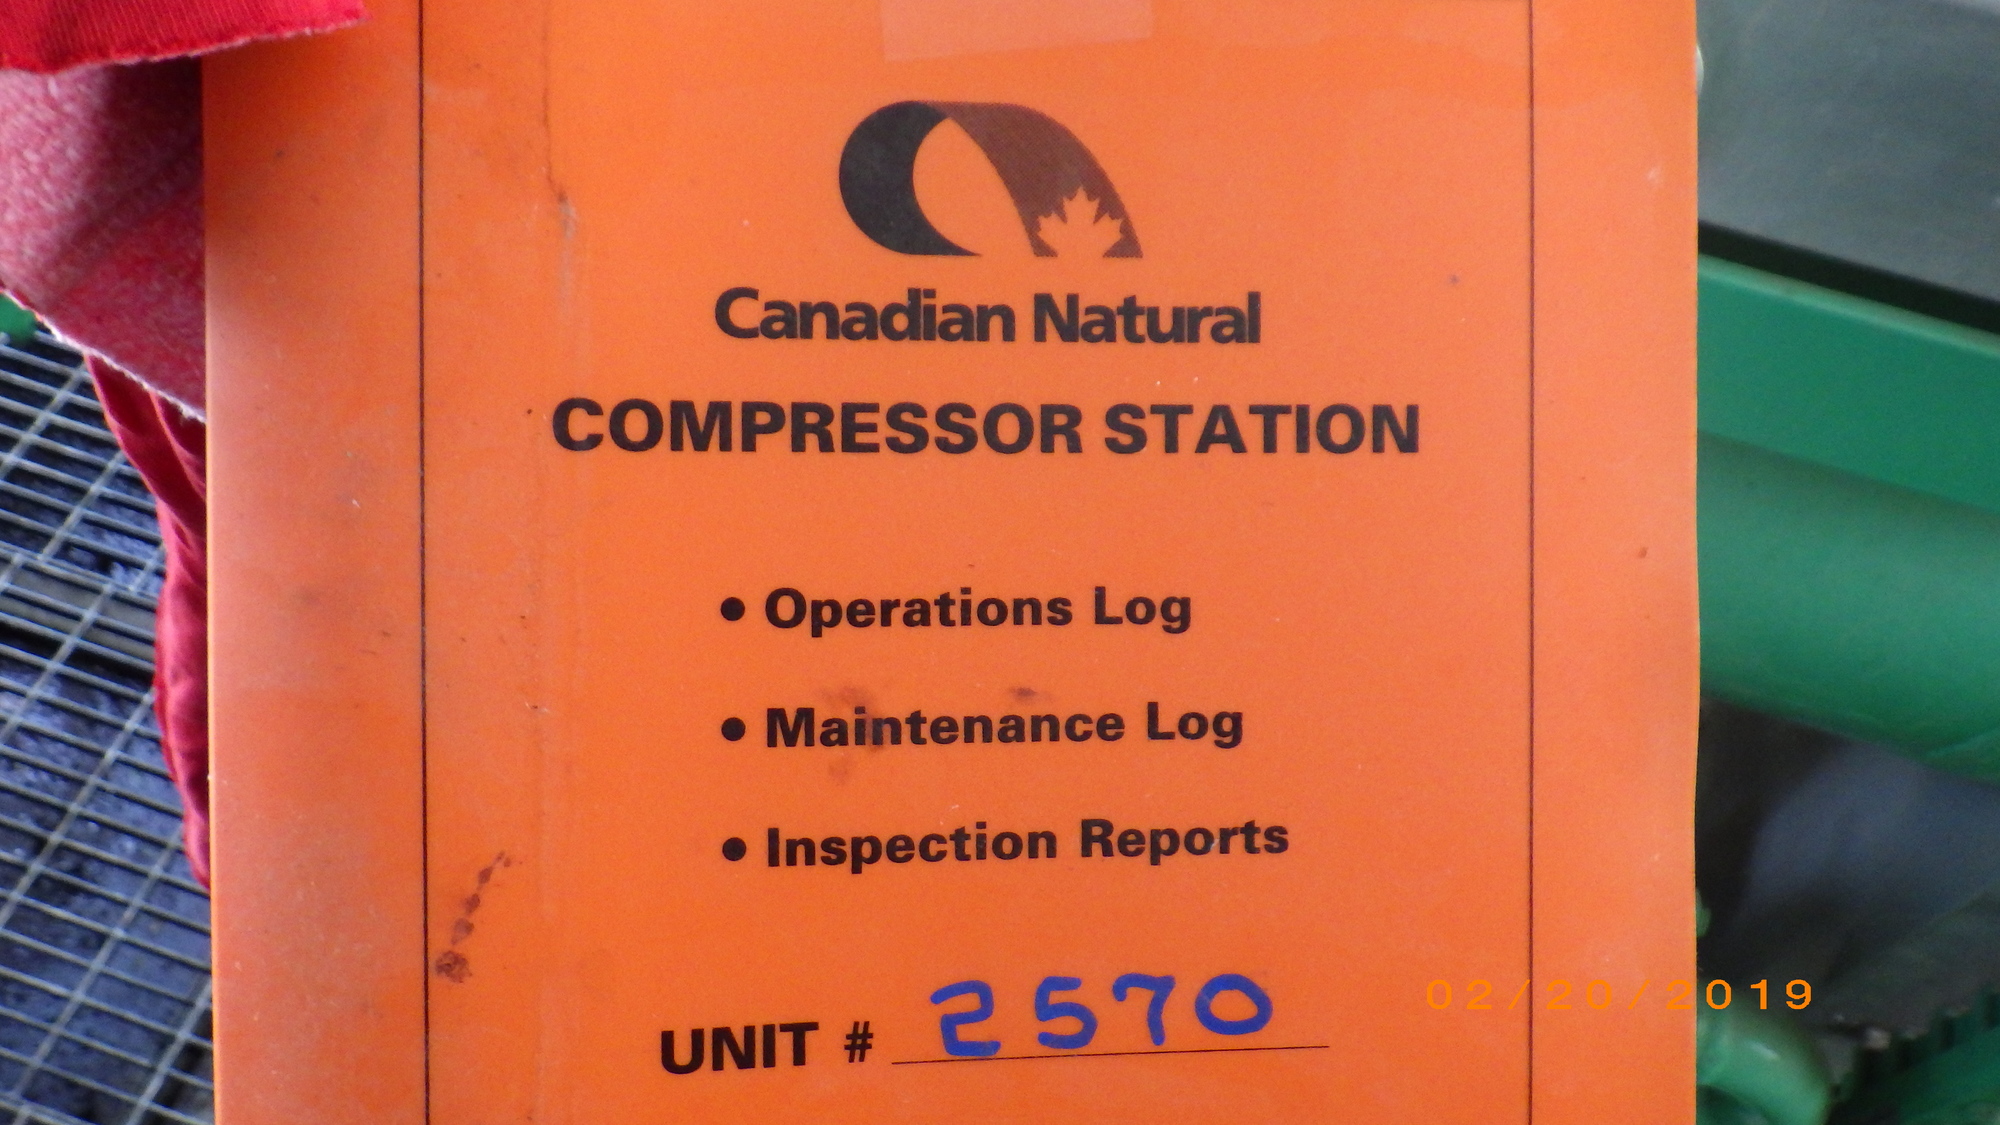 Canadian Natural
COMPRESSOR STATION
• Operations Log
• Maintenance Log
• Inspection Reports
UNIT # 2570
02/20/2019